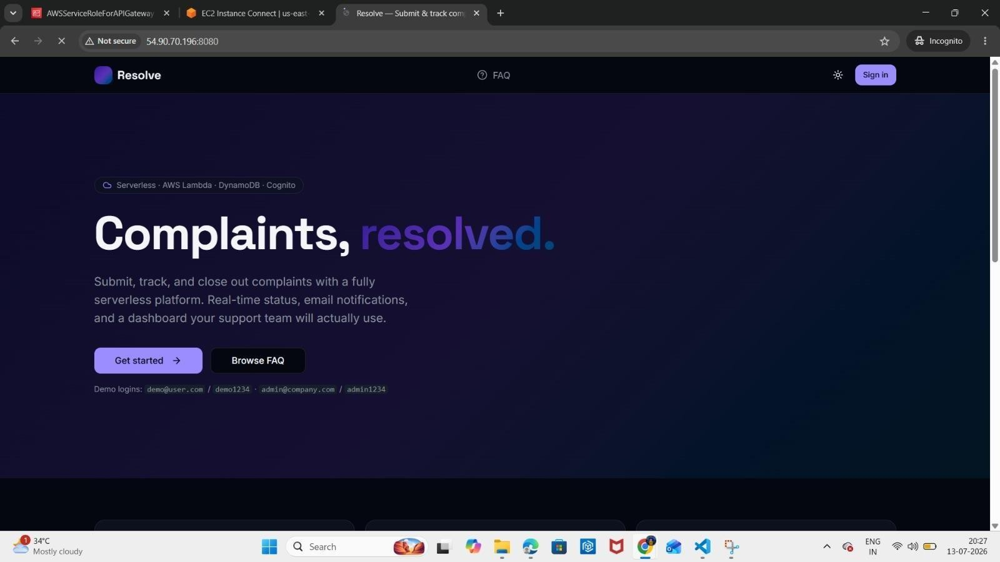 AWSServiceRoleForAPIGateway
EC2 Instance Connect | us-east-
Resolve — Submit & track com
Not secure
54.90.70.196:8080
Incognito
Resolve
FAQ
Sign in
Serverless · AWS Lambda · DynamoDB · Cognito
Complaints, resolved.
Submit, track, and close out complaints with a fully
serverless platform. Real-time status, email notifications,
and a dashboard your support team will actually use.
Get started →
Browse FAQ
Demo logins: demo@user.com / demo1234 · admin@company.com / admin1234
1
34°C
Mostly cloudy
Search
ENG
IN
20:27
13-07-2026